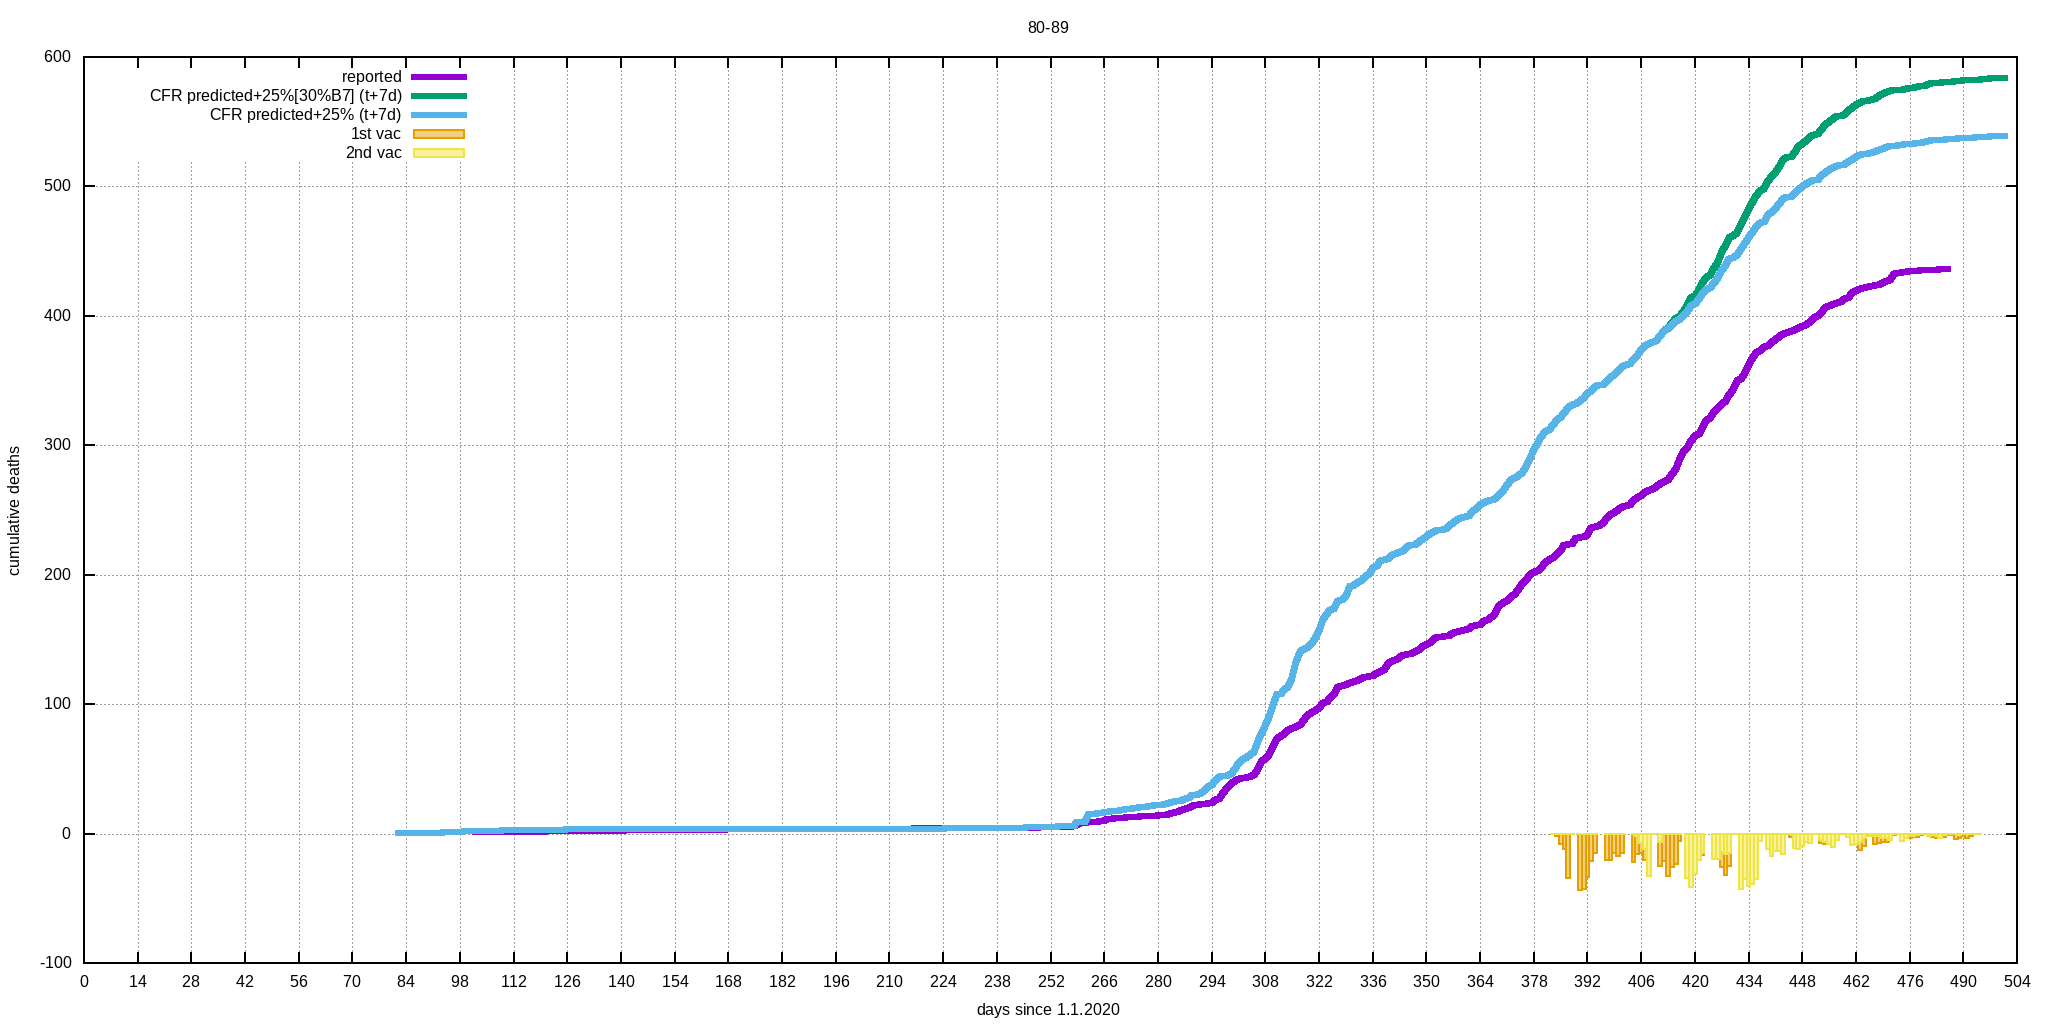 80-89
600
reported
CFR predicted+25%[30%B7] (t+7d)
CFR predicted+25% (t+7d)
1st vac
2nd vac
500
400
300
200
100
0
-100
cumulative deaths
0 14 28 42 56 70 84 98 112 126 140 154 168 182 196 210 224 238 252 266 280 294 308 322 336 350 364 378 392 406 420 434 448 462 476 490 504
days since 1.1.2020